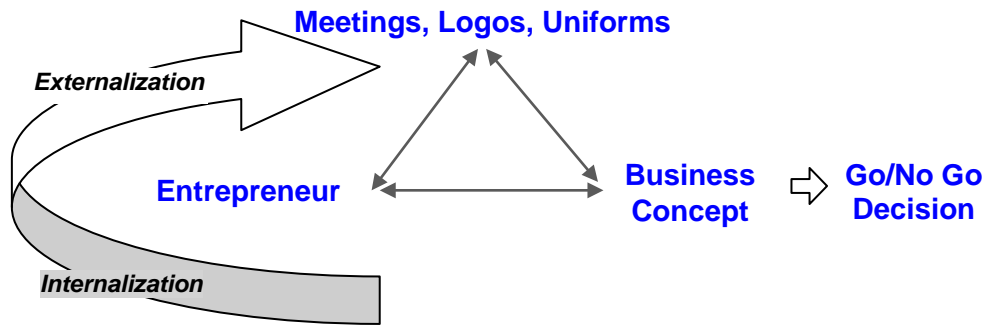 Meetings, Logos, Uniforms
Externalization
Entrepreneur
Business
Concept
Go/No Go
Decision
Internalization